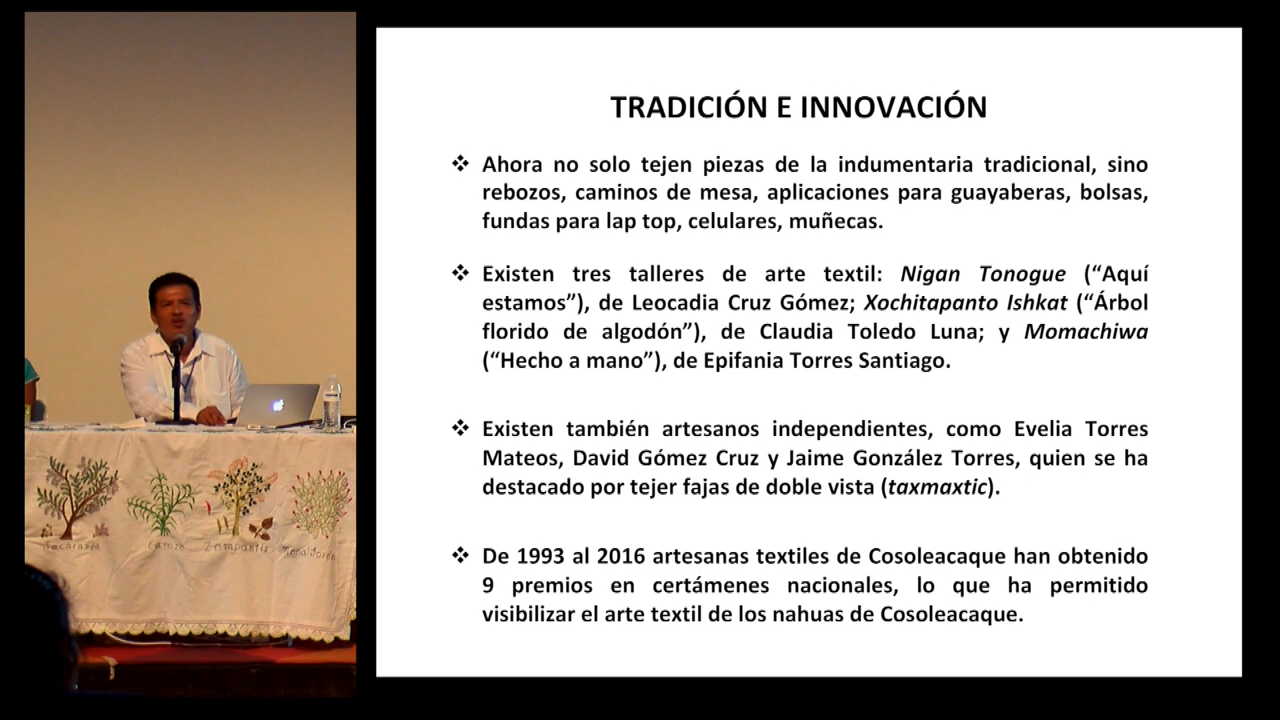 TRADICIÓN E INNOVACIÓN
❖ Ahora no solo tejen piezas de la indumentaria tradicional, sino
rebozos, caminos de mesa, aplicaciones para guayaberas, bolsas,
fundas para lap top, celulares, muñecas.
❖ Existen tres talleres de arte textil: Nigan Tonogue (“Aquí
estamos”), de Leocadia Cruz Gómez; Xochitapanto Ishkat (“Árbol
florido de algodón”), de Claudia Toledo Luna; y Momachiwa
(“Hecho a mano”), de Epifania Torres Santiago.
❖ Existen también artesanos independientes, como Evelia Torres
Mateos, David Gómez Cruz y Jaime González Torres, quien se ha
destacado por tejer fajas de doble vista (taxmaxtic).
❖ De 1993 al 2016 artesanas textiles de Cosoleacaque han obtenido
9 premios en certámenes nacionales, lo que ha permitido
visibilizar el arte textil de los nahuas de Cosoleacaque.
Jacaranda